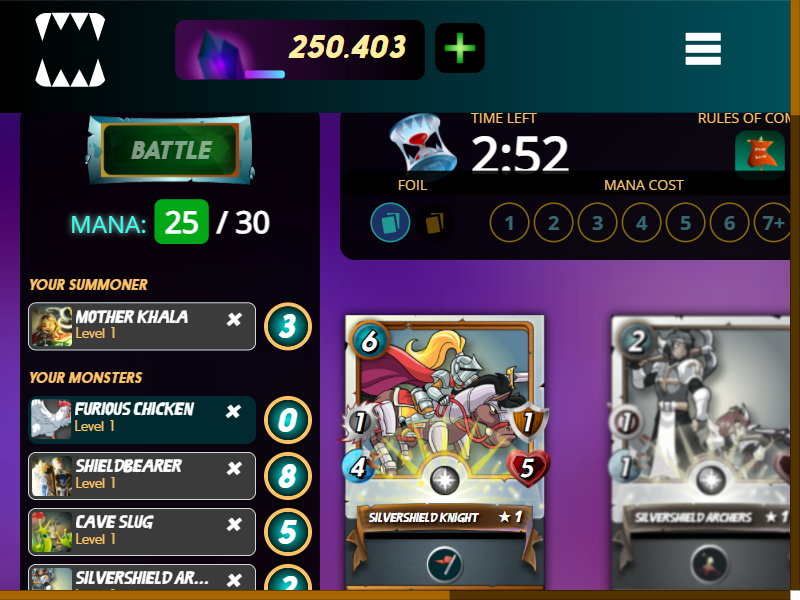 250.403
TIME LEFT
RULES OF COM
BATTLE
2:52
FOIL
MANA COST
MANA: 25 / 30
1 2 3 4 5 6 7+
YOUR SUMMONER
MOTHER KHALA
Level 1
3
YOUR MONSTERS
FURIOUS CHICKEN
Level 1
0
SHIELDBEARER
Level 1
8
CAVE SLUG
Level 1
5
SILVERSHIELD AR...
2
6
1
1
4
5
SILVERSHIELD KNIGHT ★ 1
2
1
1
SILVERSHIELD ARCHERS ★ 1